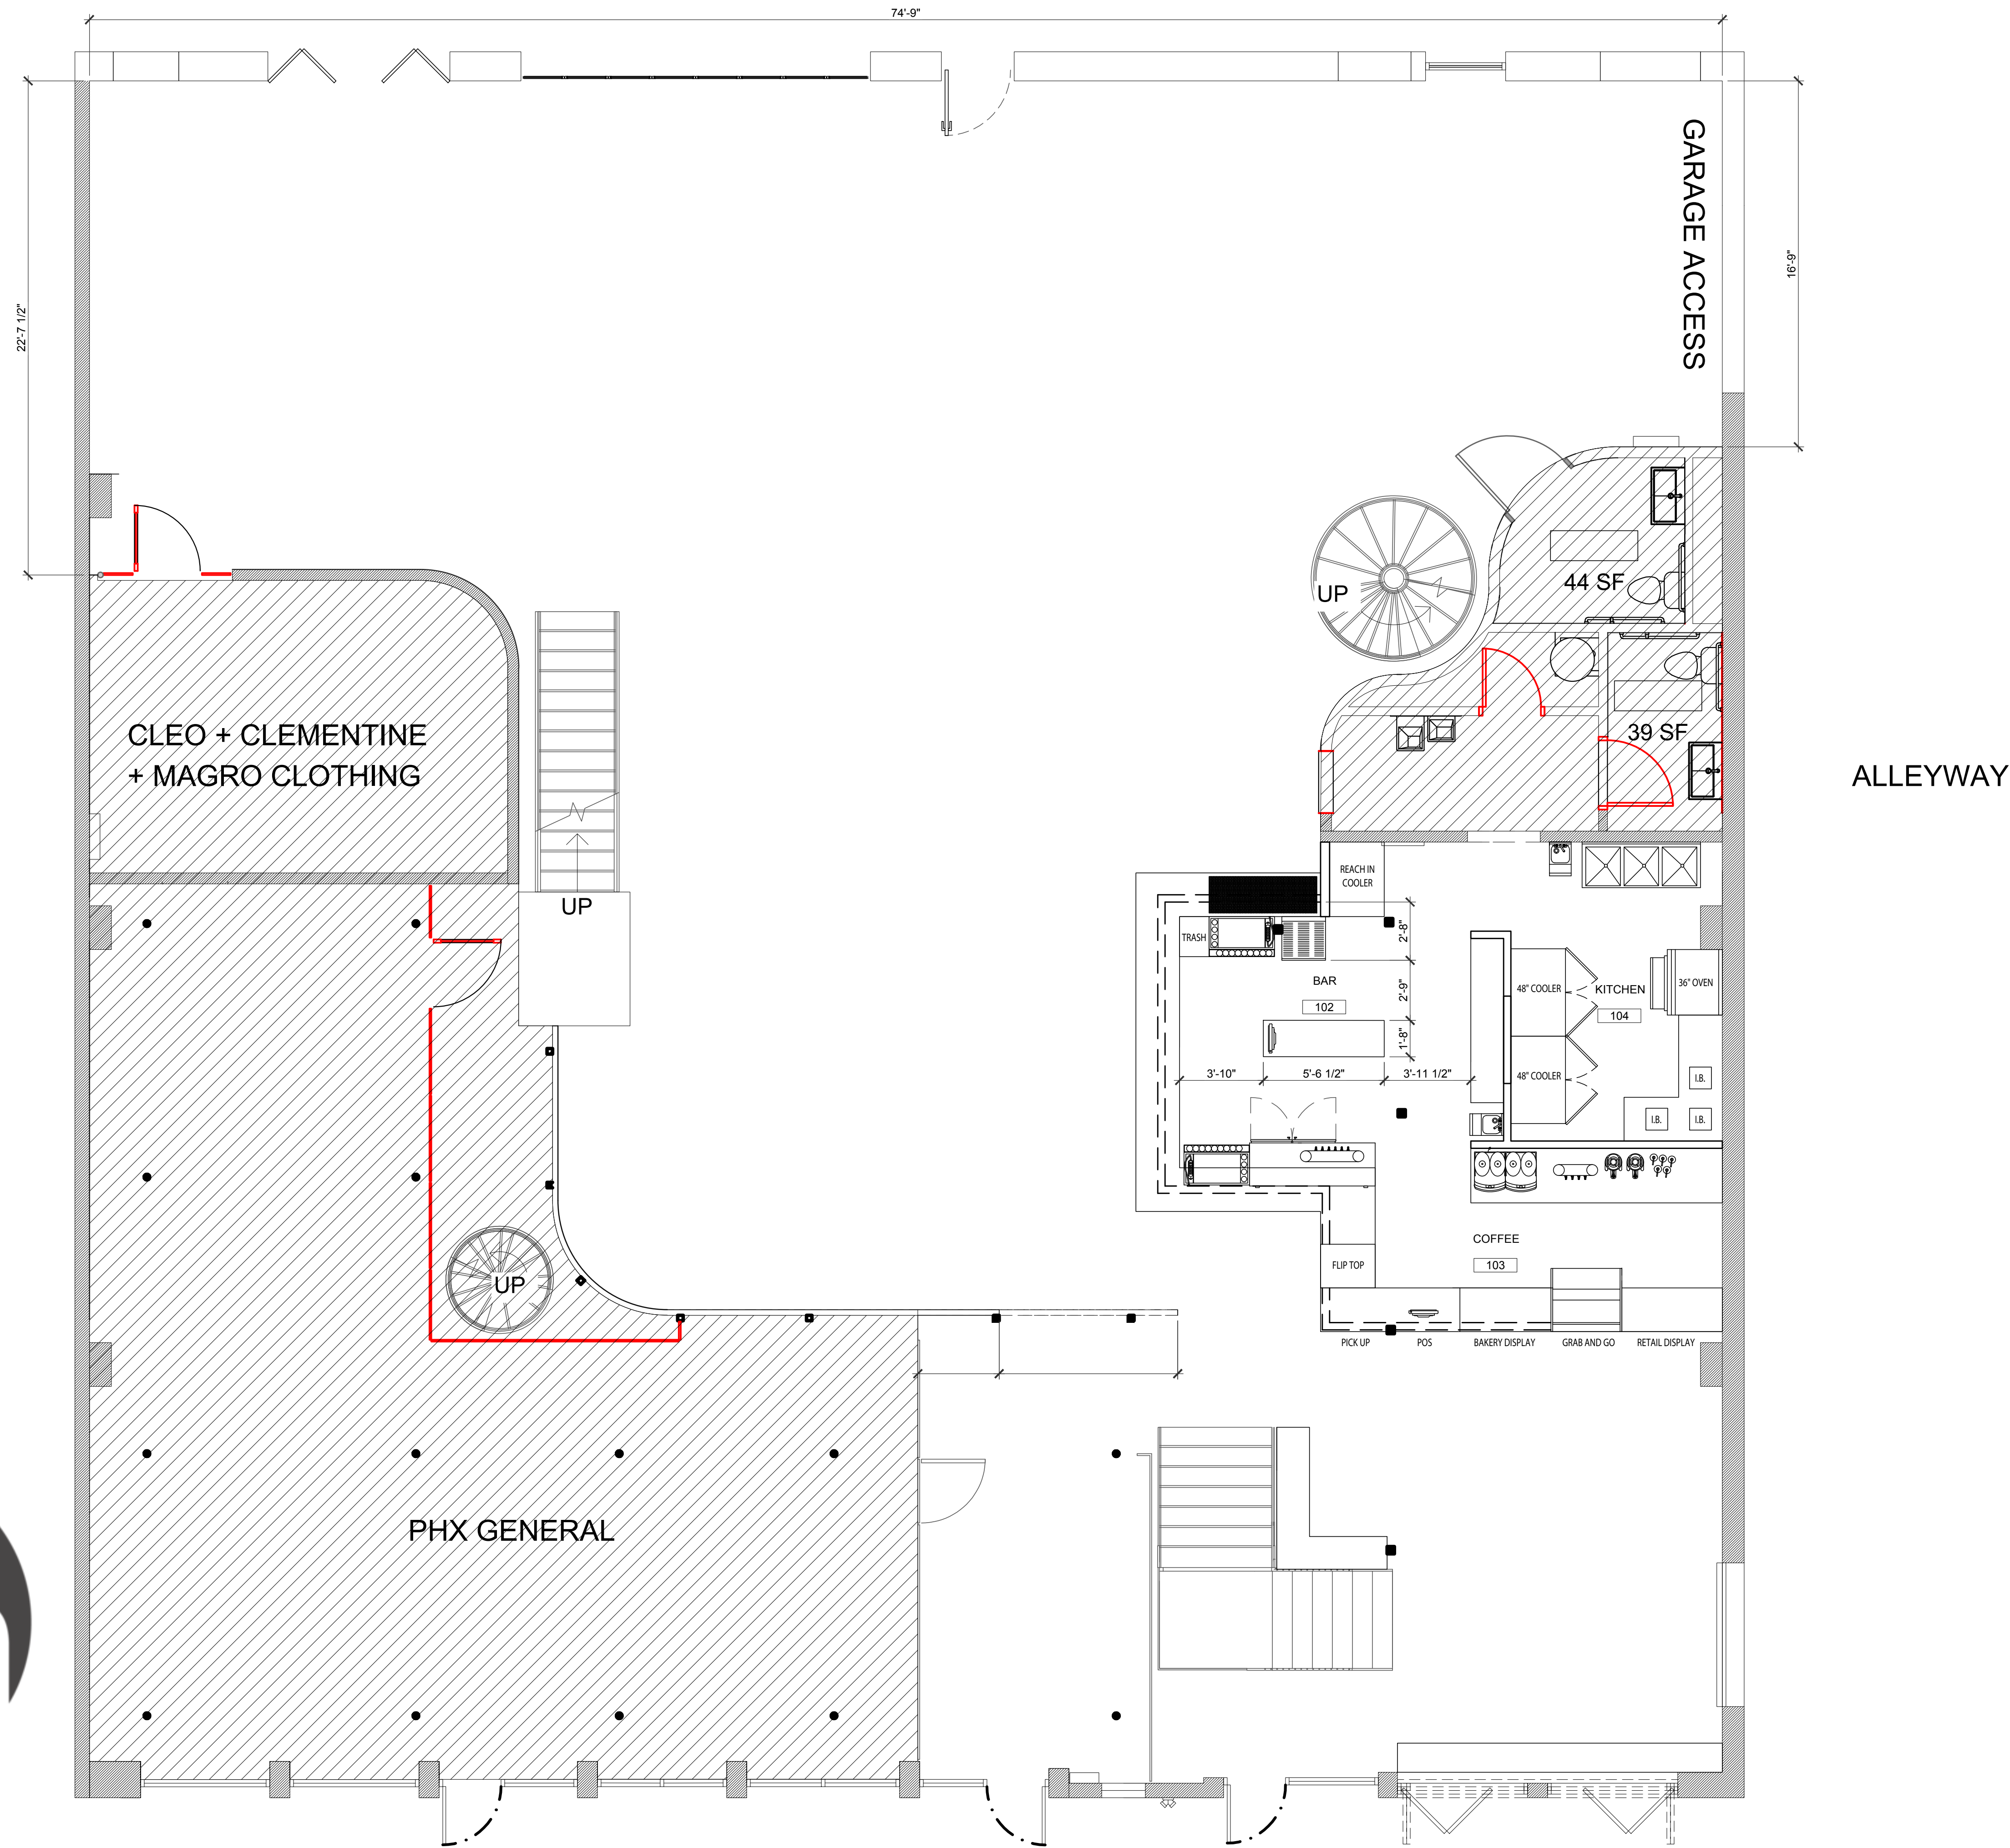 74'-9"
GARAGE ACCESS
22'-7 1/2"
16'-9"
UP
44 SF
39 SF
CLEO + CLEMENTINE
+ MAGRO CLOTHING
ALLEYWAY
UP
REACH IN
COOLER
TRASH
2'-8"
BAR
102
2'-9"
1'-8"
48" COOLER
KITCHEN
104
36" OVEN
3'-10"
5'-6 1/2"
3'-11 1/2"
48" COOLER
I.B.
I.B.
I.B.
COFFEE
103
FLIP TOP
UP
PICK UP
POS
BAKERY DISPLAY
GRAB AND GO
RETAIL DISPLAY
PHX GENERAL